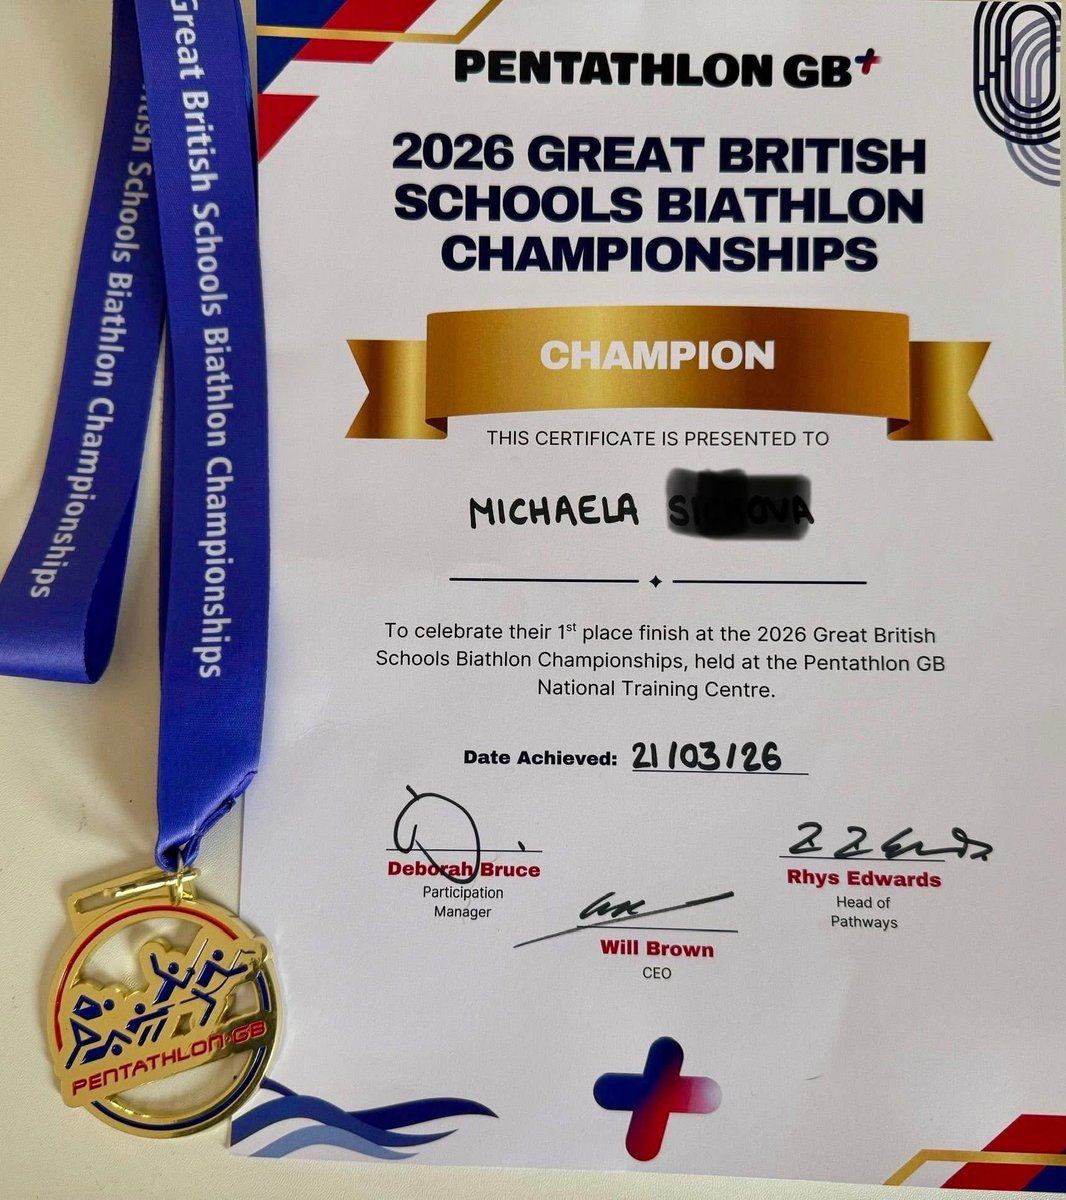 Great British Schools Biathlon Championships
Schools Biathlon Championships
PENTATHLON GB
2026 GREAT BRITISH
SCHOOLS BIATHLON
CHAMPIONSHIPS
CHAMPION
THIS CERTIFICATE IS PRESENTED TO
MICHAELA
To celebrate their 1st place finish at the 2026 Great British
Schools Biathlon Championships, held at the Pentathlon GB
National Training Centre.
Date Achieved: 21/03/26
Deborah Bruce
Participation
Manager
Rhys Edwards
Head of
Pathways
Will Brown
CEO
PENTATHLON GB